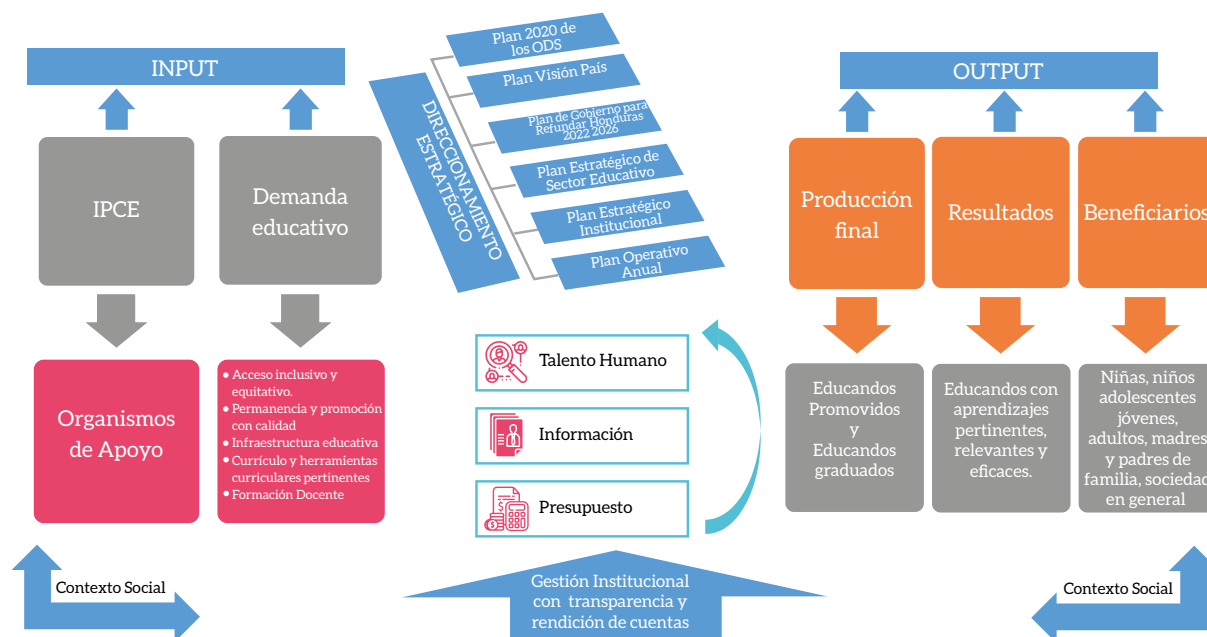 INPUT
IPCE
Demanda
educativo
Organismos
de Apoyo
• Acceso inclusivo y
equitativo.
• Permanencia y promoción
con calidad
• Infraestructura educativa
• Currículo y herramientas
curriculares pertinentes
• Formación Docente
Contexto Social
DIRECCIONAMIENTO
ESTRATÉGICO
Plan 2020 de
los ODS
Plan Visión País
Plan de Gobierno para
Refundar Honduras
2022 2026
Plan Estratégico de
Sector Educativo
Plan Estratégico
Institucional
Plan Operativo
Anual
Talento Humano
Información
Presupuesto
Gestión Institucional
con transparencia y
rendición de cuentas
OUTPUT
Producción
final
Resultados
Beneficiarios
Educandos
Promovidos
y
Educandos
graduados
Educandos con
aprendizajes
pertinentes,
relevantes y
eficaces.
Niñas, niños
adolescentes
jóvenes,
adultos, madres
y padres de
familia, sociedad
en general
Contexto Social